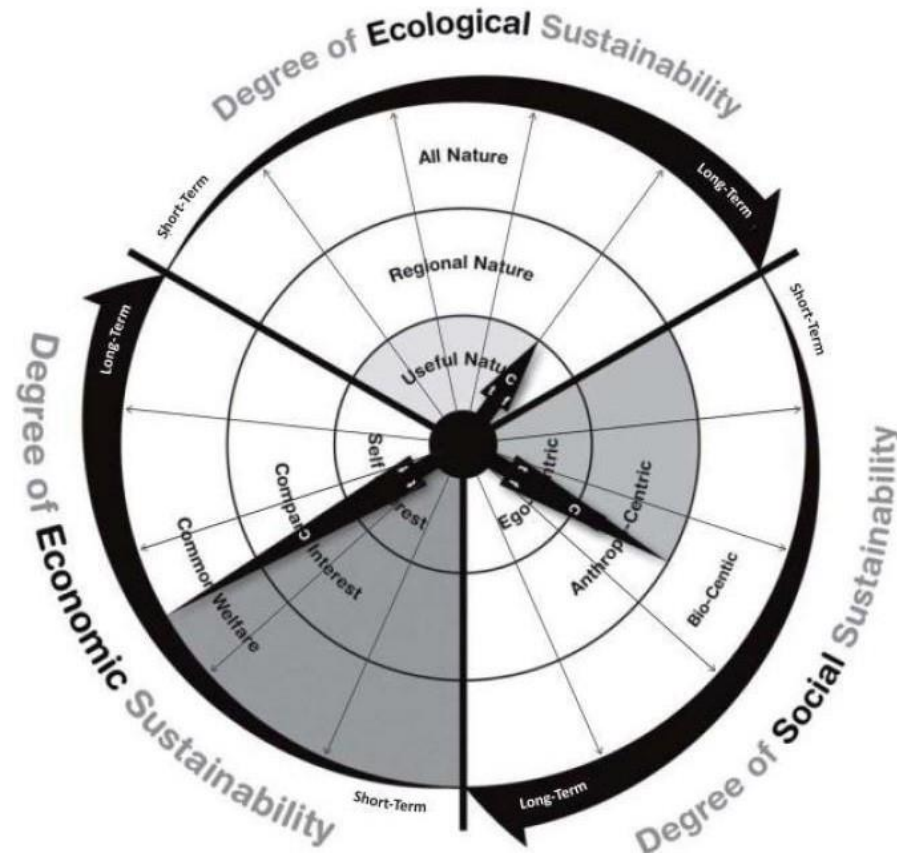 Degree of Ecological Sustainability
Short-Term
Long-Term
All Nature
Regional Nature
Useful Nature
Degree of Economic Sustainability
Long-Term
Short-Term
Self
rest
Company Interest
Common Welfare
Degree of Social Sustainability
Short-Term
Long-Term
Anthropo-Centric
Bio-Centic